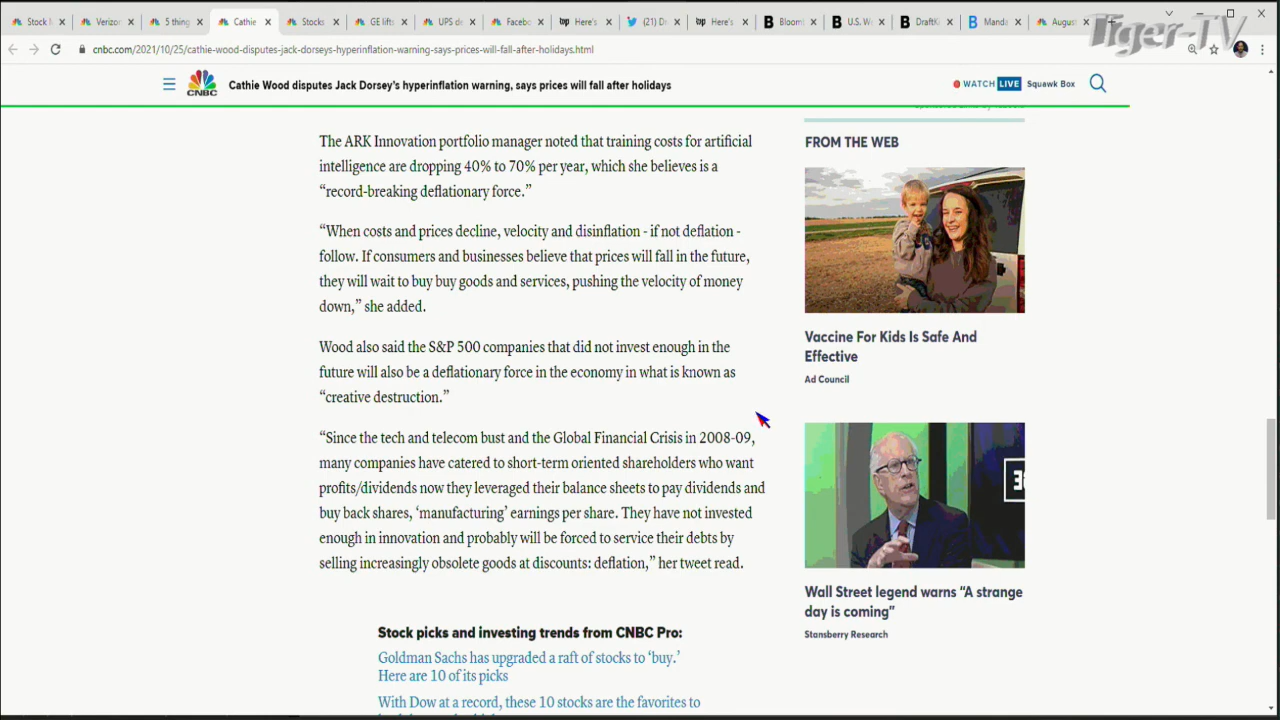 Stock M
Verizon
5 thing
Cathie
Stocks
GE lifts
UPS de
Facebo
Here's
(21) D
Here's
Bloom
U.S. We
DraftK
Manda
August
Tiger-TV
cnbc.com/2021/10/25/cathie-wood-disputes-jack-dorseys-hyperinflation-warning-says-prices-will-fall-after-holidays.html
CNBC
Cathie Wood disputes Jack Dorsey's hyperinflation warning, says prices will fall after holidays
WATCH LIVE Squawk Box
The ARK Innovation portfolio manager noted that training costs for artificial
intelligence are dropping 40% to 70% per year, which she believes is a
“record-breaking deflationary force.”
“When costs and prices decline, velocity and disinflation - if not deflation -
follow. If consumers and businesses believe that prices will fall in the future,
they will wait to buy buy goods and services, pushing the velocity of money
down,” she added.
Wood also said the S&P 500 companies that did not invest enough in the
future will also be a deflationary force in the economy in what is known as
“creative destruction.”
“Since the tech and telecom bust and the Global Financial Crisis in 2008-09,
many companies have catered to short-term oriented shareholders who want
profits/dividends now they leveraged their balance sheets to pay dividends and
buy back shares, ‘manufacturing’ earnings per share. They have not invested
enough in innovation and probably will be forced to service their debts by
selling increasingly obsolete goods at discounts: deflation,” her tweet read.
Stock picks and investing trends from CNBC Pro:
Goldman Sachs has upgraded a raft of stocks to ‘buy.’
Here are 10 of its picks
With Dow at a record, these 10 stocks are the favorites to
FROM THE WEB
Vaccine For Kids Is Safe And
Effective
Ad Council
Wall Street legend warns “A strange
day is coming”
Stansberry Research